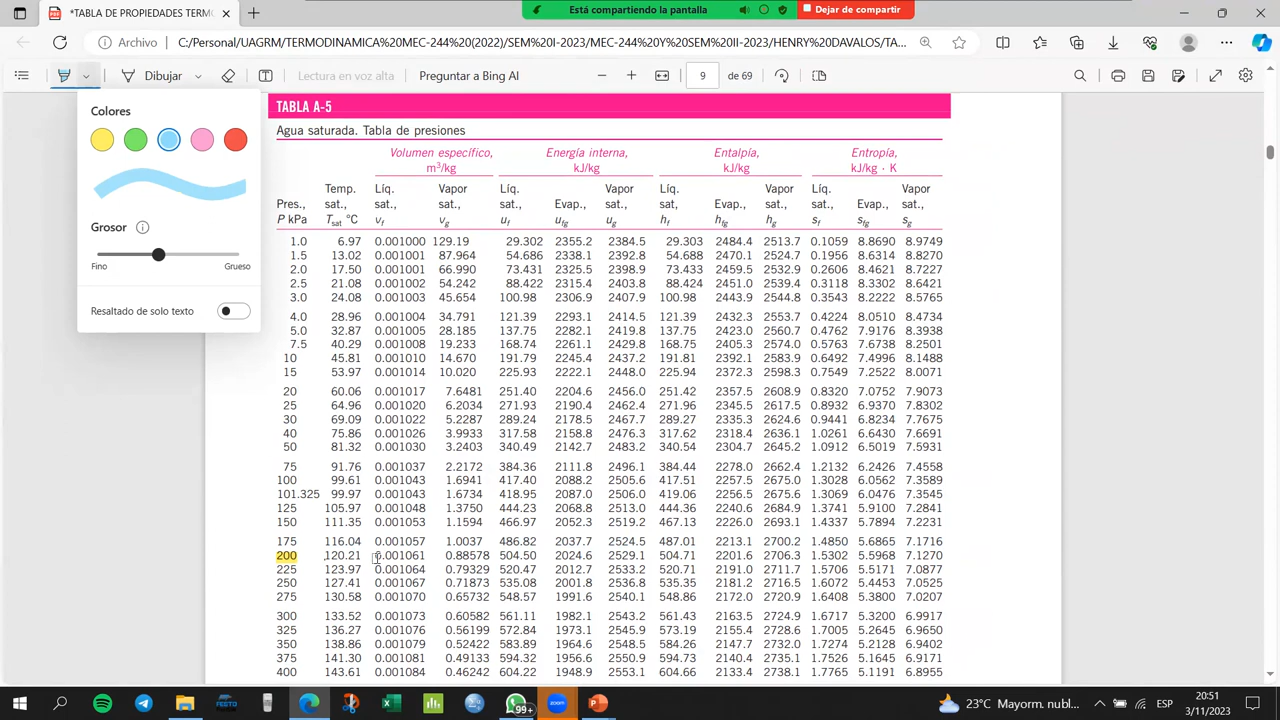 *TABLA DE PROPIEDADES TERMO
Está compartiendo la pantalla
Dejar de compartir
Archivo
C:/Personal/UAGRM/TERMODINAMICA%20MEC-244%20(2022)/SEM%20I-2023/MEC-244%20Y%20SEM%20II-2023/HENRY%20DAVALOS/TA...
Dibujar
Lectura en voz alta
Preguntar a Bing AI
9
de 69
Colores
Grosor
Fino
Grueso
Resaltado de solo texto
TABLA A-5
Agua saturada. Tabla de presiones
Volumen específico, Energía interna, Entalpía, Entropía,
m³/kg kJ/kg kJ/kg kJ/kg · K
Temp. Líq. Vapor Líq. Vapor Líq. Vapor Líq. Vapor
Pres., sat., sat., sat., sat., Evap., sat., sat, Evap., sat., sat., Evap., sat.,
P kPa Tsat °C vf vg uf ufg ug hf hfg hg sf sfg sg
1.0 6.97 0.001000 129.19 29.302 2355.2 2384.5 29.303 2484.4 2513.7 0.1059 8.8690 8.9749
1.5 13.02 0.001001 87.964 54.686 2338.1 2392.8 54.688 2470.1 2524.7 0.1956 8.6314 8.8270
2.0 17.50 0.001001 66.990 73.431 2325.5 2398.9 73.433 2459.5 2532.9 0.2606 8.4621 8.7227
2.5 21.08 0.001002 54.242 88.422 2315.4 2403.8 88.424 2451.0 2539.4 0.3118 8.3302 8.6421
3.0 24.08 0.001003 45.654 100.98 2306.9 2407.9 100.98 2443.9 2544.8 0.3543 8.2222 8.5765
4.0 28.96 0.001004 34.791 121.39 2293.1 2414.5 121.39 2432.3 2553.7 0.4224 8.0510 8.4734
5.0 32.87 0.001005 28.185 137.75 2282.1 2419.8 137.75 2423.0 2560.7 0.4762 7.9176 8.3938
7.5 40.29 0.001008 19.233 168.74 2261.1 2429.8 168.75 2405.3 2574.0 0.5763 7.6738 8.2501
10 45.81 0.001010 14.670 191.79 2245.4 2437.2 191.81 2392.1 2583.9 0.6492 7.4996 8.1488
15 53.97 0.001014 10.020 225.93 2222.1 2448.0 225.94 2372.3 2598.3 0.7549 7.2522 8.0071
20 60.06 0.001017 7.6481 251.40 2204.6 2456.0 251.42 2357.5 2608.9 0.8320 7.0752 7.9073
25 64.96 0.001020 6.2034 271.93 2190.4 2462.4 271.96 2345.5 2617.5 0.8932 6.9370 7.8302
30 69.09 0.001022 5.2287 289.24 2178.5 2467.7 289.27 2335.3 2624.6 0.9441 6.8234 7.7675
40 75.86 0.001026 3.9933 317.58 2158.8 2476.3 317.62 2318.4 2636.1 1.0261 6.6430 7.6691
50 81.32 0.001030 3.2403 340.49 2142.7 2483.2 340.54 2304.7 2645.2 1.0912 6.5019 7.5931
75 91.76 0.001037 2.2172 384.36 2111.8 2496.1 384.44 2278.0 2662.4 1.2132 6.2426 7.4558
100 99.61 0.001043 1.6941 417.40 2088.2 2505.6 417.51 2257.5 2675.0 1.3028 6.0562 7.3589
101.325 99.97 0.001043 1.6734 418.95 2087.0 2506.0 419.06 2256.5 2675.6 1.3069 6.0476 7.3545
125 105.97 0.001048 1.3750 444.23 2068.8 2513.0 444.36 2240.6 2684.9 1.3741 5.9100 7.2841
150 111.35 0.001053 1.1594 466.97 2052.3 2519.2 467.13 2226.0 2693.1 1.4337 5.7894 7.2231
175 116.04 0.001057 1.0037 486.82 2037.7 2524.5 487.01 2213.1 2700.2 1.4850 5.6865 7.1716
200 120.21 0.001061 0.88578 504.50 2024.6 2529.1 504.71 2201.6 2706.3 1.5302 5.5968 7.1270
225 123.97 0.001064 0.79329 520.47 2012.7 2533.2 520.71 2191.0 2711.7 1.5706 5.5171 7.0877
250 127.41 0.001067 0.71873 535.08 2001.8 2536.8 535.35 2181.2 2716.5 1.6072 5.4453 7.0525
275 130.58 0.001070 0.65732 548.57 1991.6 2540.1 548.86 2172.0 2720.9 1.6408 5.3800 7.0207
300 133.52 0.001073 0.60582 561.11 1982.1 2543.2 561.43 2163.5 2724.9 1.6717 5.3200 6.9917
325 136.27 0.001076 0.56199 572.84 1973.1 2545.9 573.19 2155.4 2728.6 1.7005 5.2645 6.9650
350 138.86 0.001079 0.52422 583.89 1964.6 2548.5 584.26 2147.7 2732.0 1.7274 5.2128 6.9402
375 141.30 0.001081 0.49133 594.32 1956.6 2550.9 594.73 2140.4 2735.1 1.7526 5.1645 6.9171
400 143.61 0.001084 0.46242 604.22 1948.9 2553.1 604.66 2133.4 2738.1 1.7765 5.1191 6.8955
FESTO
99+
zoom
23°C Mayorm. nubl...
ESP
20:51
3/11/2023